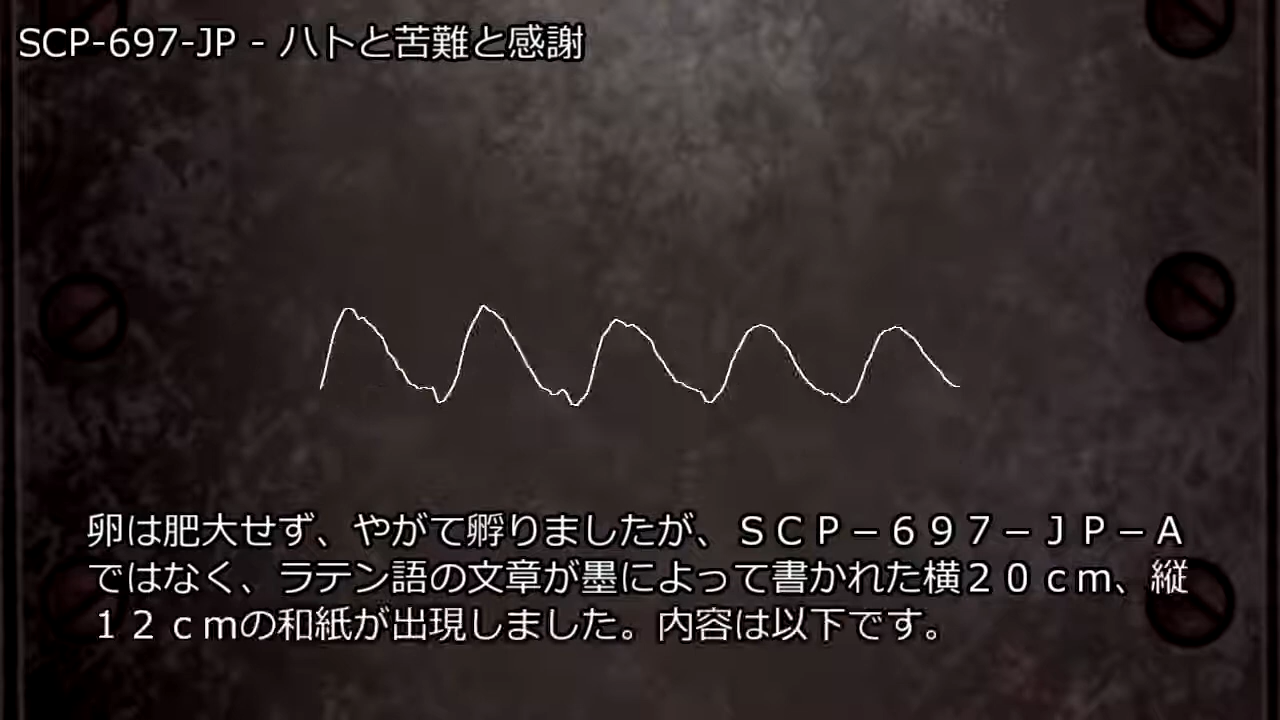 SCP-697-JP - ハトと苦難と感謝
卵は肥大せず、やがて孵りましたが、ＳＣＰ－６９７－ＪＰ－Ａ
ではなく、ラテン語の文章が墨によって書かれた横２０ｃｍ、縦
１２ｃｍの和紙が出現しました。内容は以下です。